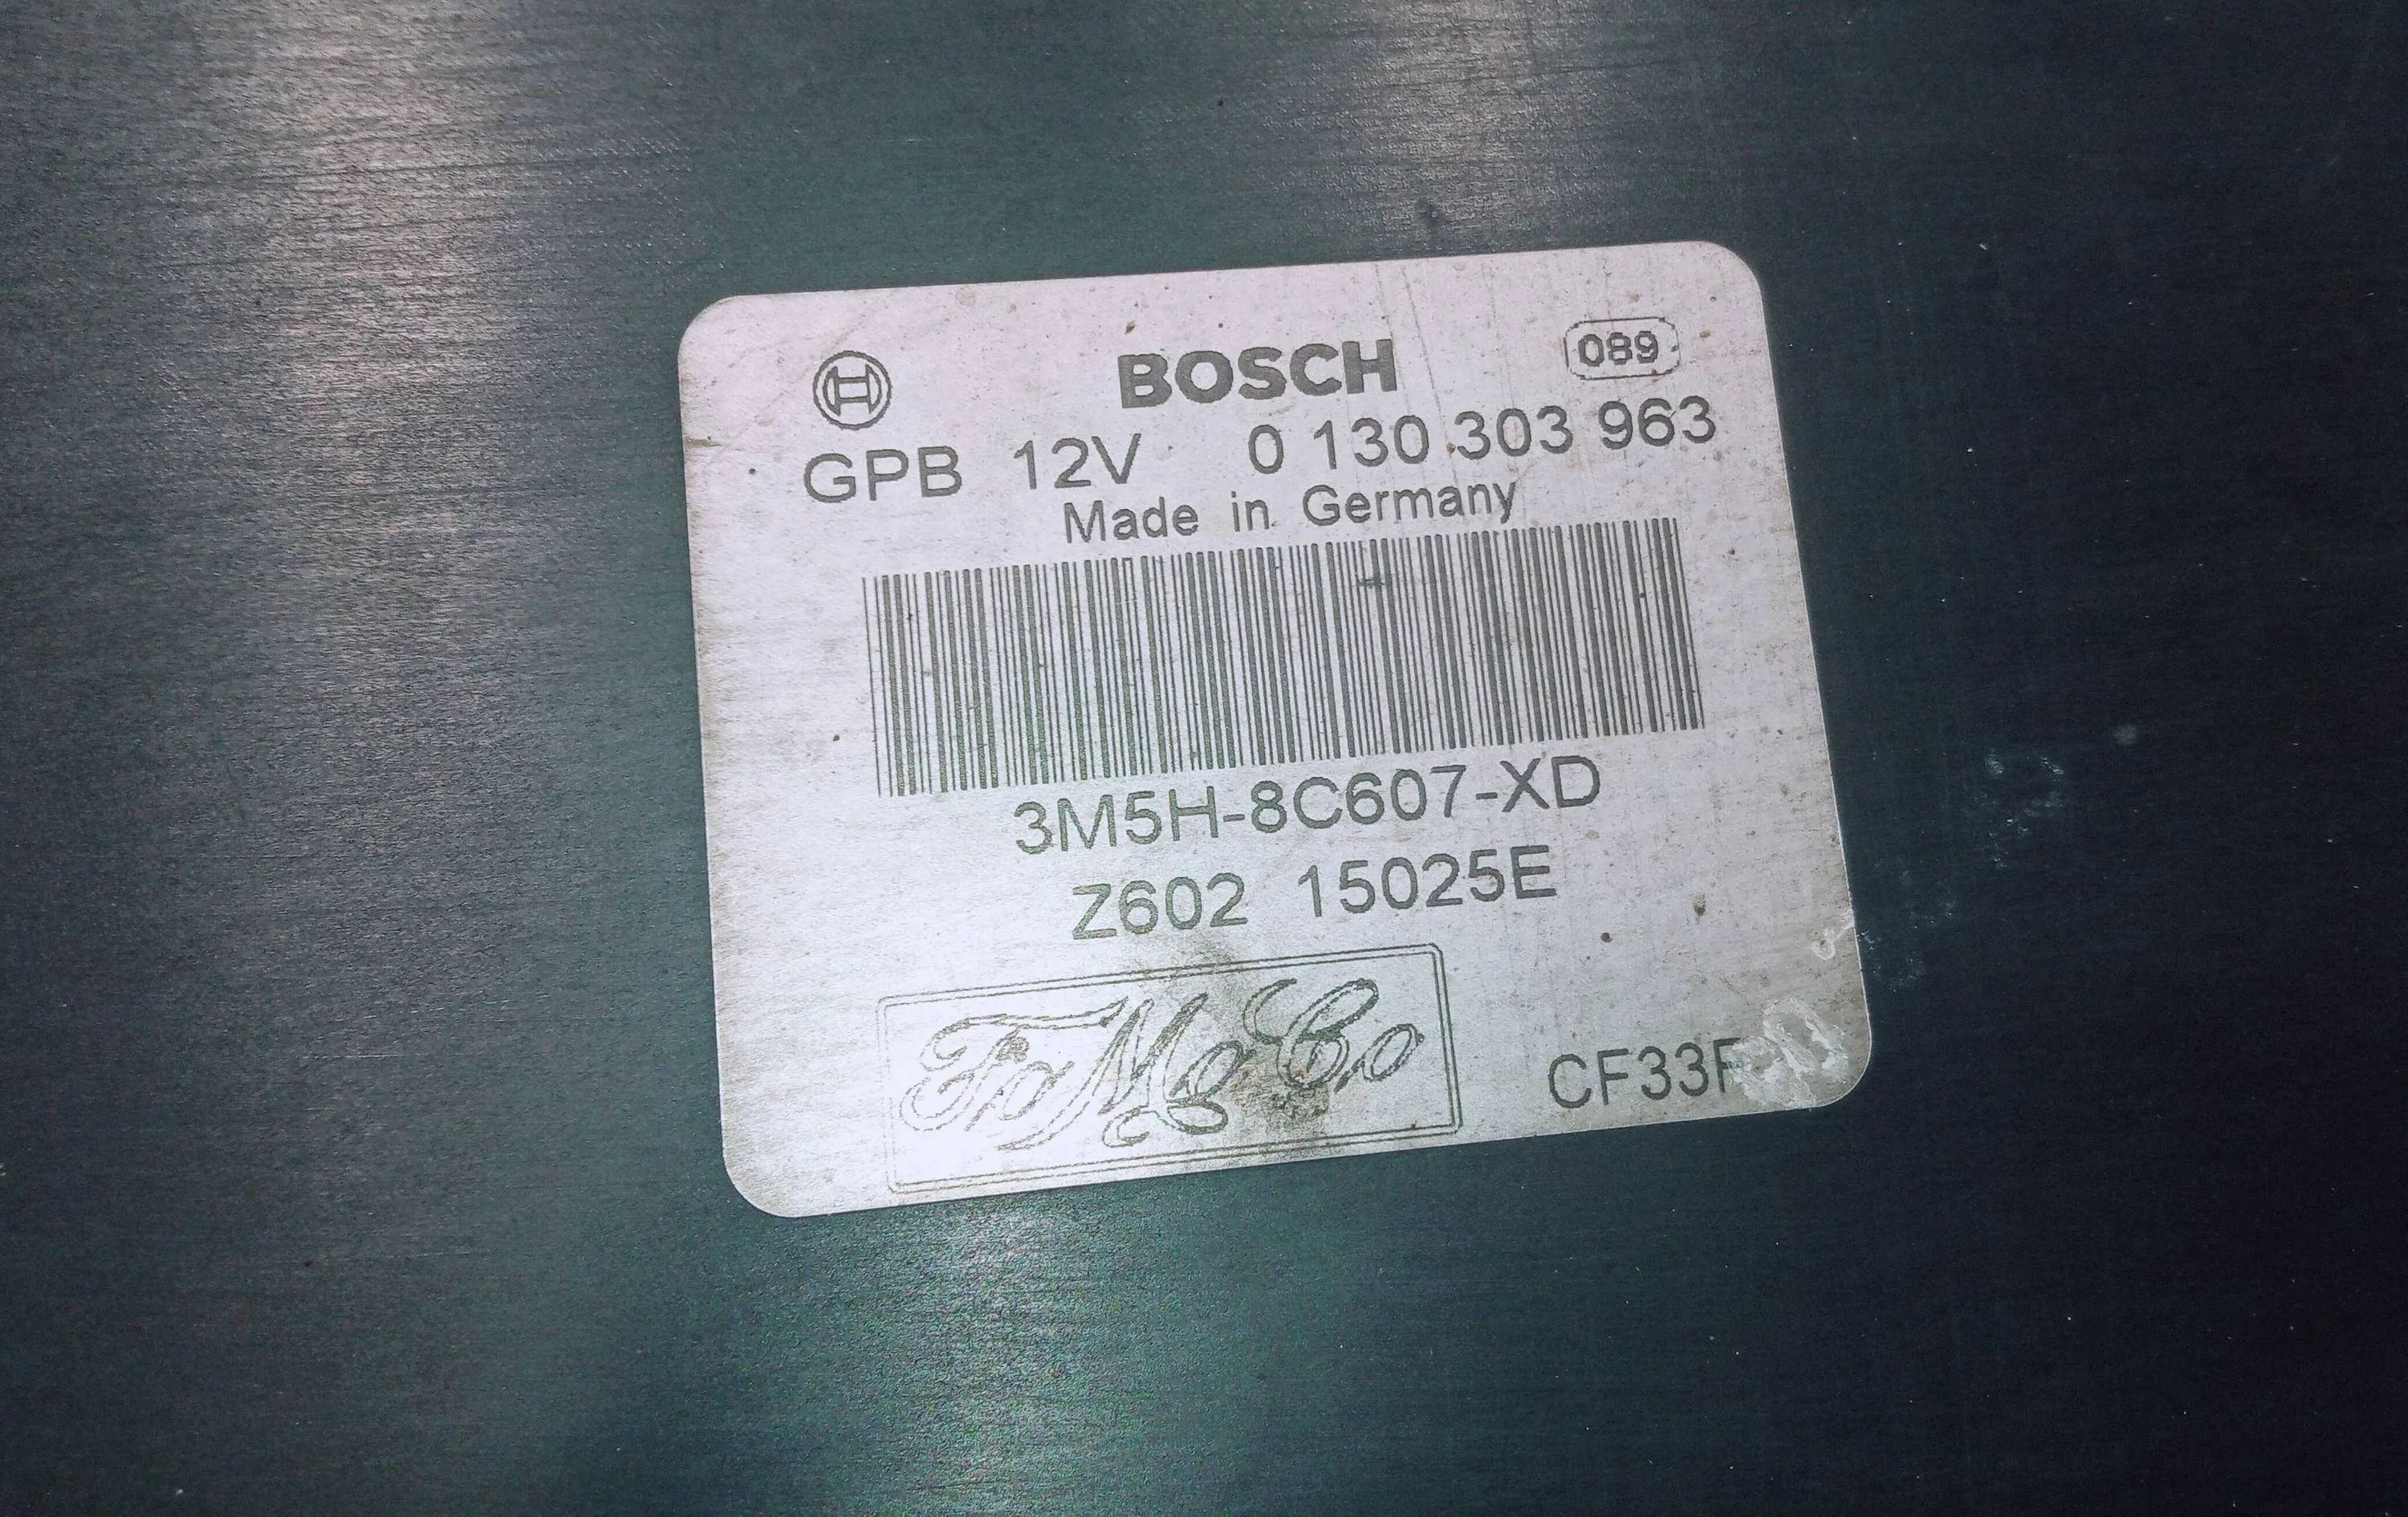 BOSCH 089
GPB 12V 0 130 303 963
Made in Germany
3M5H-8C607-XD
Z602 15025E
FoMoCo